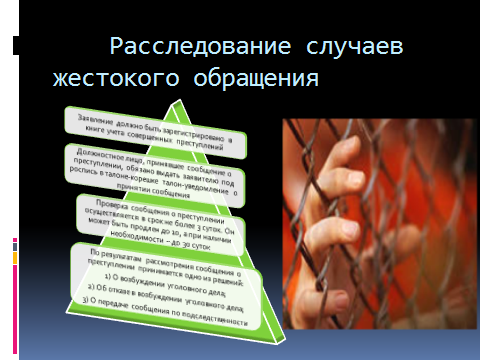 Расследование случаев
жестокого обращения
Заявление должно быть зарегистрировано в
книге учета совершенных преступлений
Должностное лицо, принявшее сообщение о
преступлении, обязано выдать заявителю под
роспись в талоне-корешке талон-уведомление о
принятии сообщения
Проверка сообщения о преступлении
осуществляется в срок не более 3 суток. Он
может быть продлен до 10, а при наличии
необходимости – до 30 суток
По результатам рассмотрения сообщения о
преступлении принимается одно из решений:
1) О возбуждении уголовного дела;
2) Об отказе в возбуждении уголовного дела;
3) О передаче сообщения по подследственности